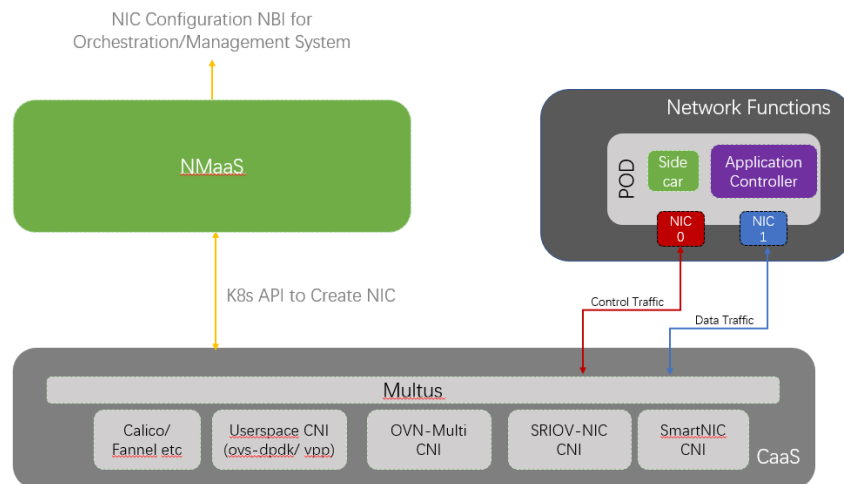 NIC Configuration NBI for
Orchestration/Management System
NMaaS
K8s API to Create NIC
Network Functions
POD
Side
car
Application
Controller
NIC
0
NIC
1
Control Traffic
Data Traffic
Multus
Calico/
Fannel etc
Userspace CNI
(ovs-dpdk/ vpp)
OVN-Multi
CNI
SRIOV-NIC
CNI
SmartNIC
CNI
CaaS